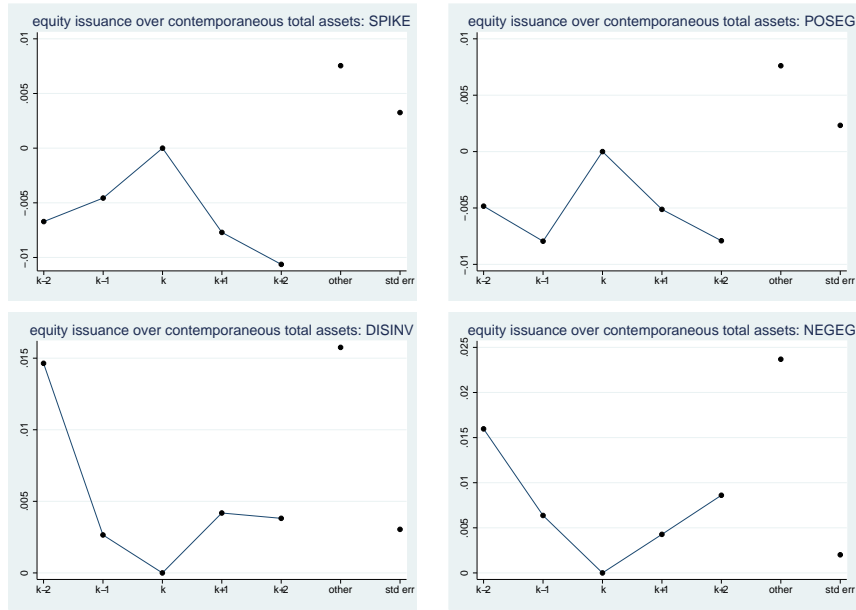 equity issuance over contemporaneous total assets: SPIKE
.01
.005
0
−.005
−.01
k−2 k−1 k k+1 k+2 other std err
equity issuance over contemporaneous total assets: POSEG
.01
.005
0
−.005
−.01
k−2 k−1 k k+1 k+2 other std err
equity issuance over contemporaneous total assets: DISINV
.015
.01
.005
0
k−2 k−1 k k+1 k+2 other std err
equity issuance over contemporaneous total assets: NEGEG
.025
.02
.015
.01
.005
0
k−2 k−1 k k+1 k+2 other std err